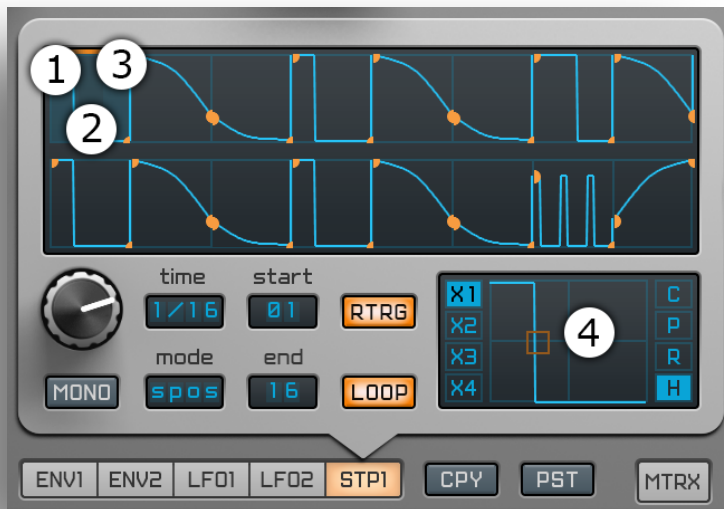 1 3
2
time start
1/16 01 RTRG
mode end
MONO spos 16 LOOP
X1 C
X2 P
X3 R
X4 H
4
ENV1 ENV2 LFO1 LFO2 STP1 CPY PST MTRX